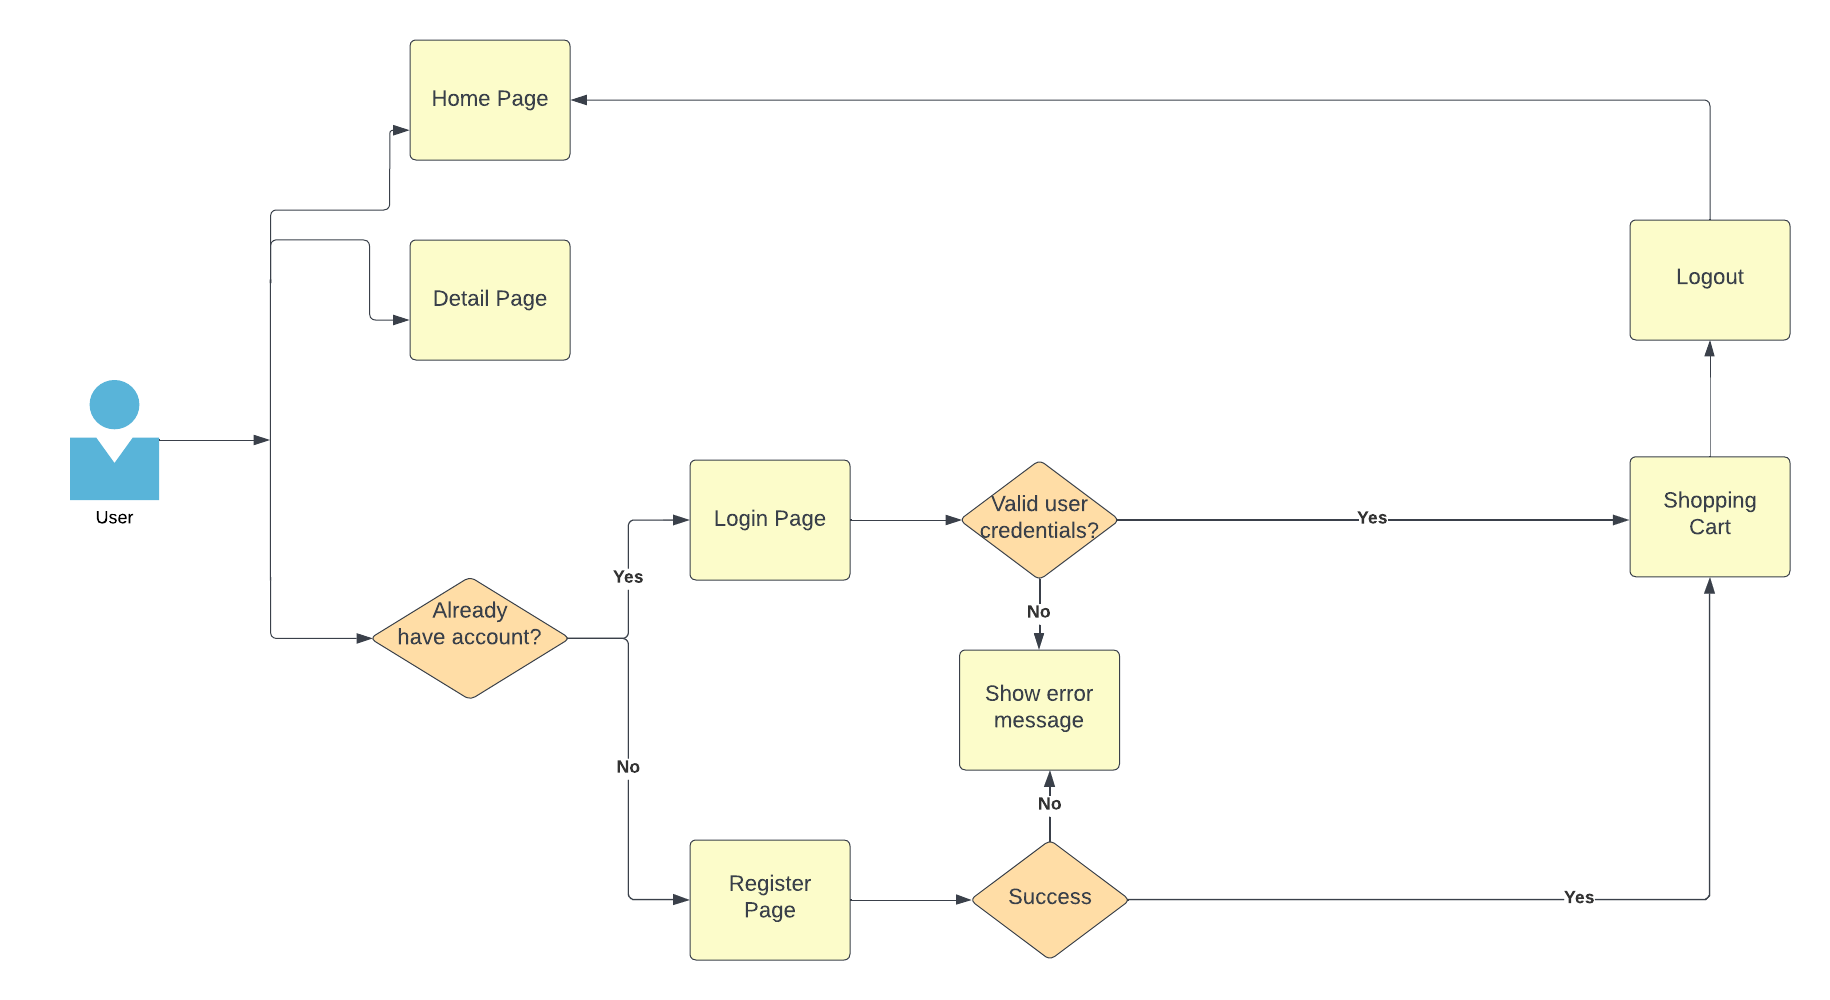 Home Page
Detail Page
Logout
User
Login Page
Valid user
credentials?
Yes
Shopping
Cart
Yes
Already
have account?
No
Show error
message
No
No
Register
Page
Success
Yes